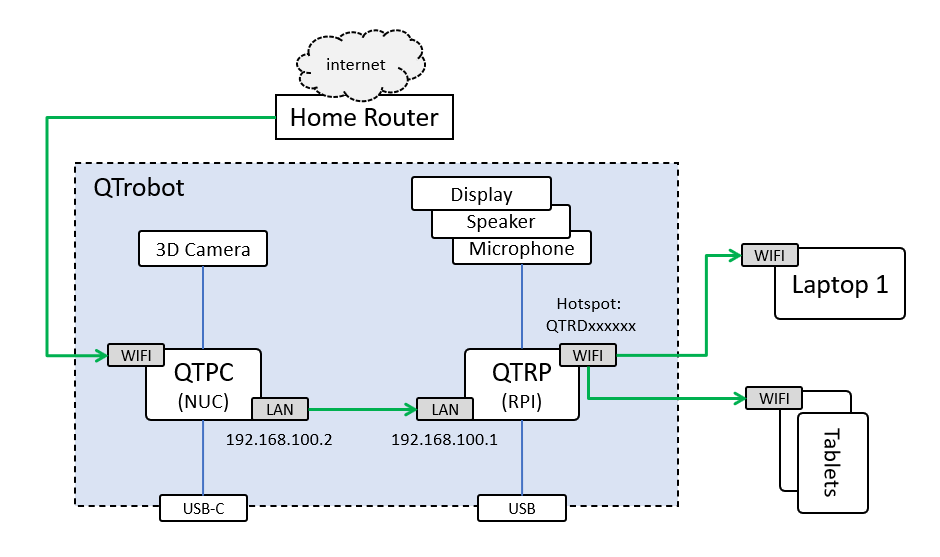 internet
Home Router
QTrobot
Display
Speaker
Microphone
3D Camera
Hotspot:
QTRDxxxxxx
WIFI
Laptop 1
WIFI
QTPC
(NUC)
LAN
192.168.100.2
WIFI
QTRP
(RPI)
LAN
192.168.100.1
WIFI
Tablets
USB-C
USB